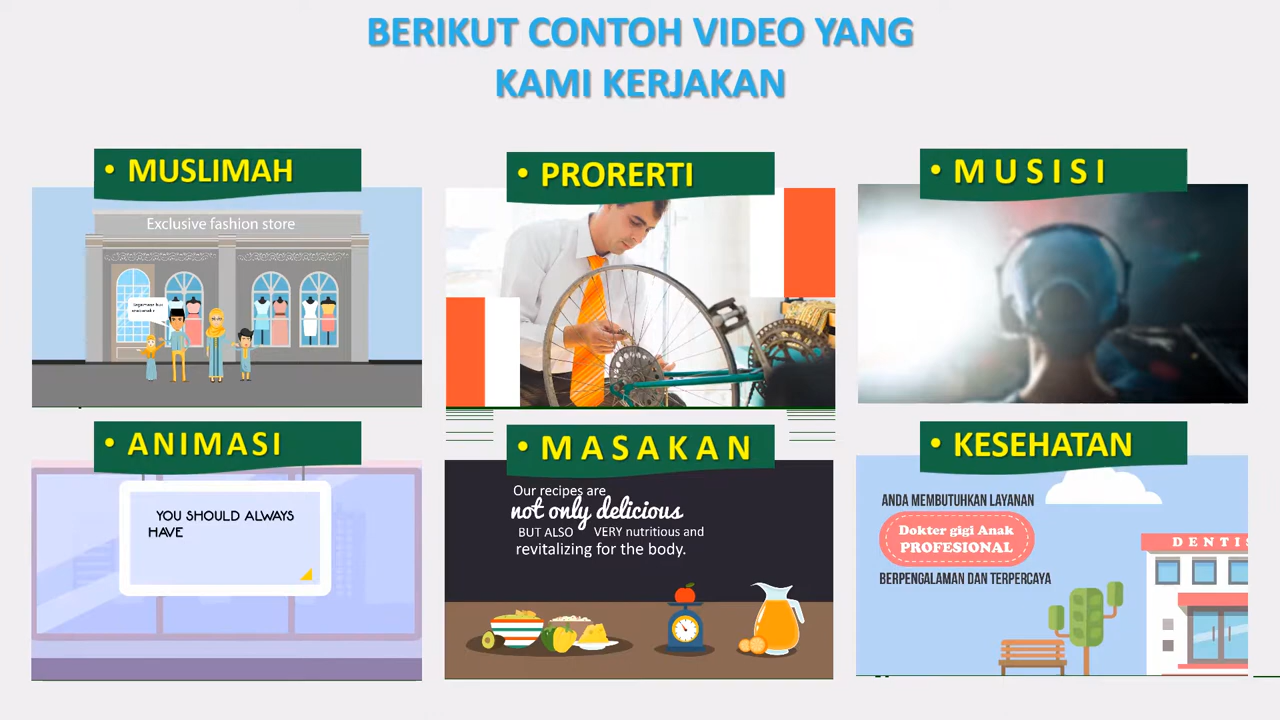 BERIKUT CONTOH VIDEO YANG
KAMI KERJAKAN
• MUSLIMAH
• PRORERTI
• MUSISI
Exclusive fashion store
• ANIMASI
• MASAKAN
• KESEHATAN
YOU SHOULD ALWAYS
HAVE
Our recipes are
not only delicious
BUT ALSO VERY nutritious and
revitalizing for the body.
ANDA MEMBUTUHKAN LAYANAN
Dokter gigi Anak
PROFESIONAL
BERPENGALAMAN DAN TERPERCAYA
DENTIS